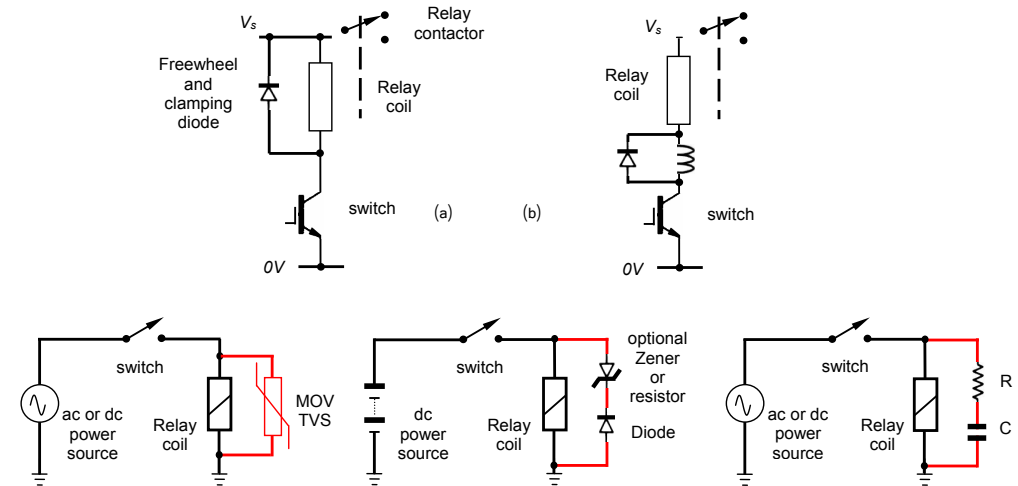 Vs
Relay
contactor
Freewheel
and
clamping
diode
Relay
coil
switch
(a)
0V
Vs
Relay
coil
(b)
switch
0V
switch
ac or dc
power
source
Relay
coil
MOV
TVS
switch
dc
power
source
Relay
coil
optional
Zener
or
resistor
Diode
switch
ac or dc
power
source
Relay
coil
R
C